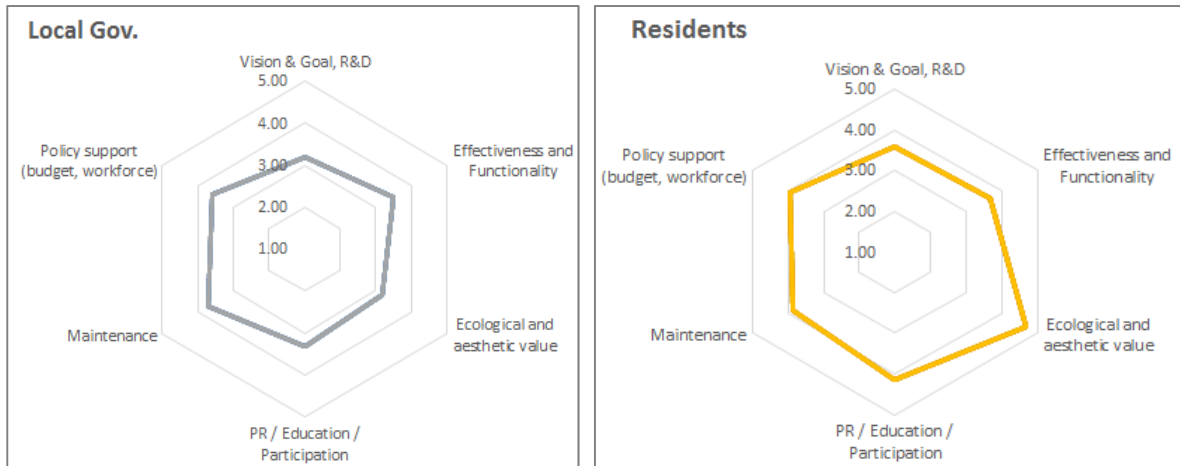 Local Gov.
Vision & Goal, R&D
5.00
4.00
3.00
2.00
1.00
Effectiveness and
Functionality
Ecological and
aesthetic value
PR / Education /
Participation
Maintenance
Policy support
(budget, workforce)
Residents
Vision & Goal, R&D
5.00
4.00
3.00
2.00
1.00
Effectiveness and
Functionality
Ecological and
aesthetic value
PR / Education /
Participation
Maintenance
Policy support
(budget, workforce)